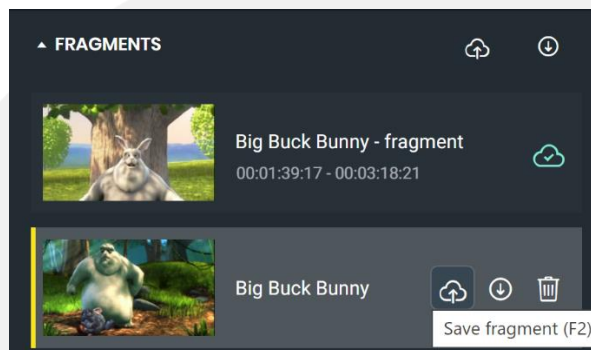 FRAGMENTS
Big Buck Bunny - fragment
00:01:39:17 - 00:03:18:21
Big Buck Bunny
Save fragment (F2)